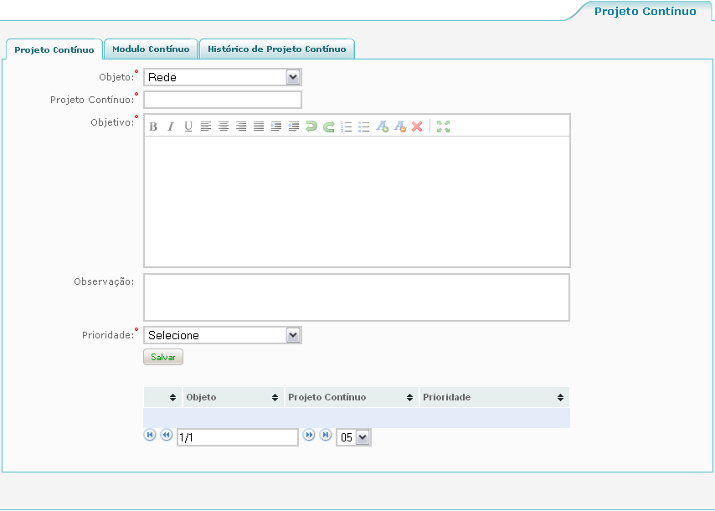 Projeto Contínuo
Projeto Contínuo Modulo Contínuo Histórico de Projeto Contínuo
Objeto:* Rede
Projeto Contínuo:*
Objetivo:*
B I U
Observação:
Prioridade:* Selecione
Salvar
Objeto Projeto Contínuo Prioridade
1/1 05